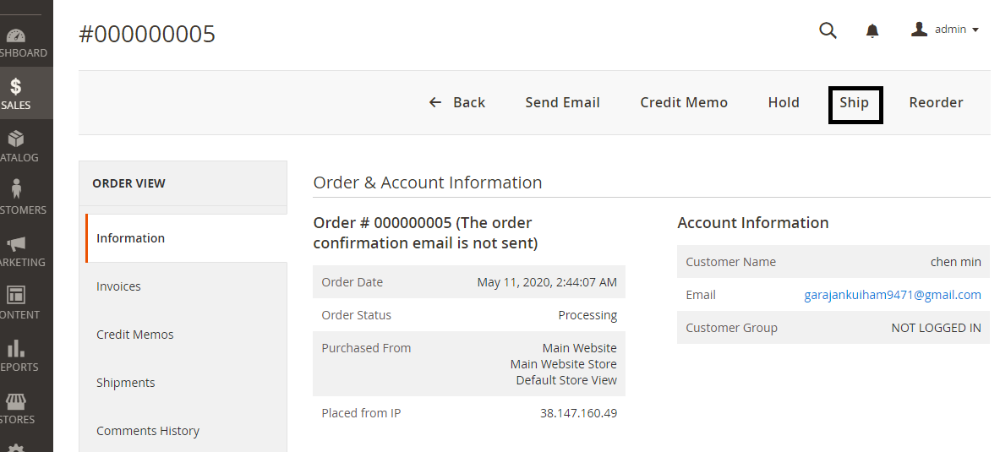 #000000005
admin
SHBOARD
$
SALES
ATALOG
STOMERS
ARKETING
ONTENT
EPORTS
STORES
← Back Send Email Credit Memo Hold Ship Reorder
ORDER VIEW
Information
Invoices
Credit Memos
Shipments
Comments History
Order & Account Information
Order # 000000005 (The order
confirmation email is not sent)
Order Date May 11, 2020, 2:44:07 AM
Order Status Processing
Purchased From Main Website
Main Website Store
Default Store View
Placed from IP 38.147.160.49
Account Information
Customer Name chen min
Email garajankuiham9471@gmail.com
Customer Group NOT LOGGED IN